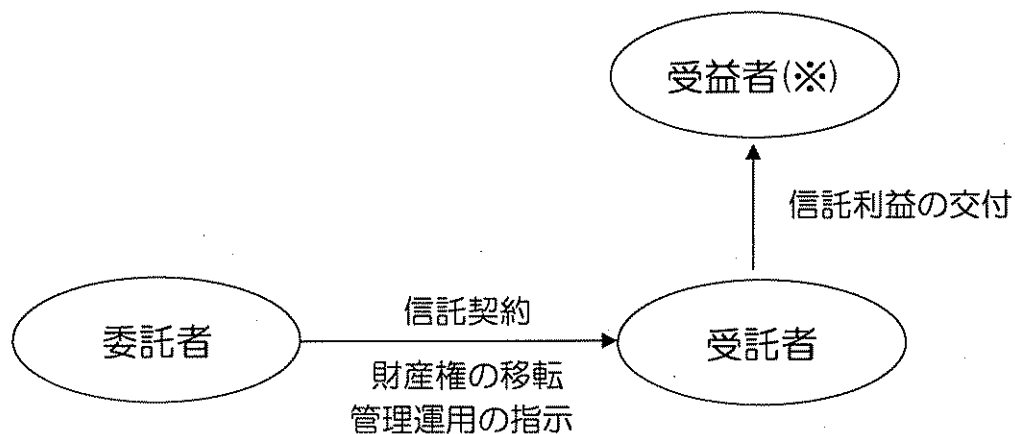 受益者(※)
信託利益の交付
委託者
信託契約
財産権の移転
管理運用の指示
受託者